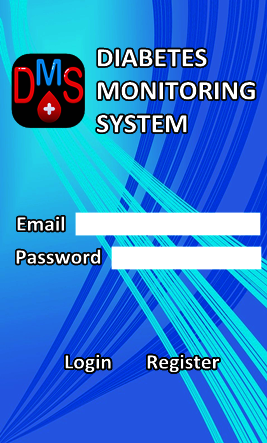 DMS
DIABETES
MONITORING
SYSTEM
Email
Password
Login Register